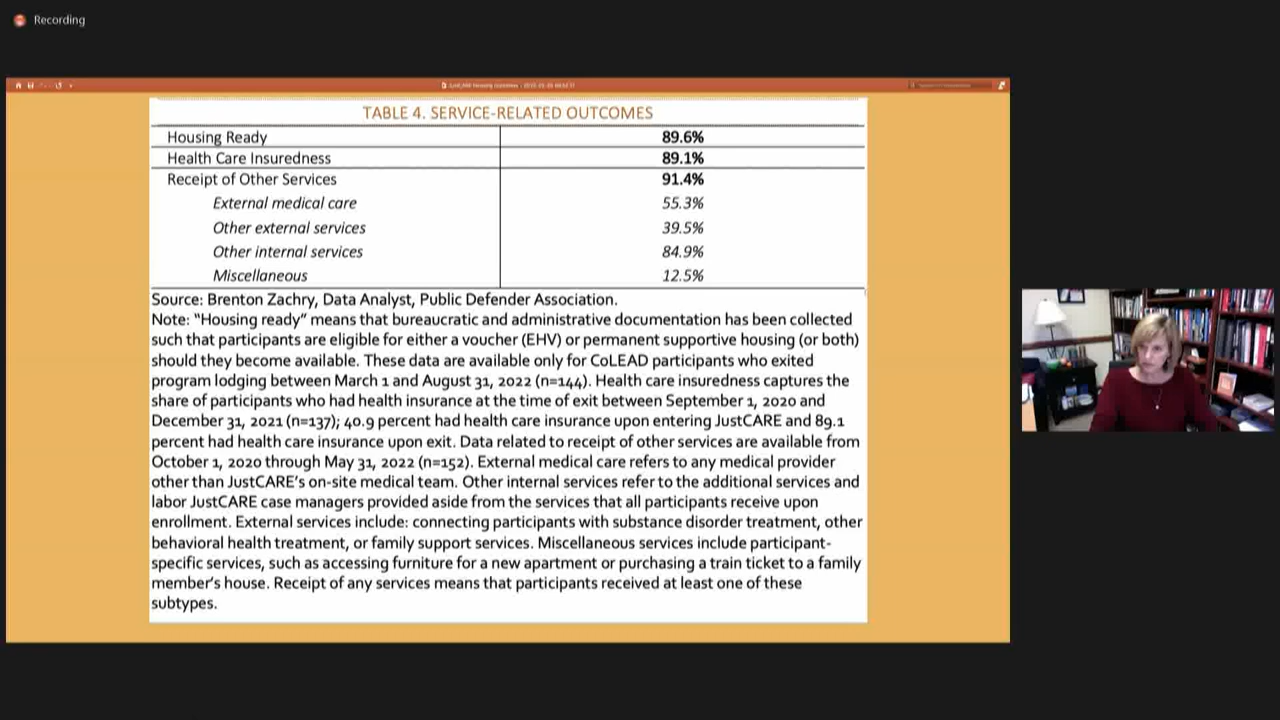 Recording
TABLE 4. SERVICE-RELATED OUTCOMES
Housing Ready 89.6%
Health Care Insuredness 89.1%
Receipt of Other Services 91.4%
External medical care 55.3%
Other external services 39.5%
Other internal services 84.9%
Miscellaneous 12.5%
Source: Brenton Zachry, Data Analyst, Public Defender Association.
Note: “Housing ready” means that bureaucratic and administrative documentation has been collected
such that participants are eligible for either a voucher (EHV) or permanent supportive housing (or both)
should they become available. These data are available only for CoLEAD participants who exited
program lodging between March 1 and August 31, 2022 (n=144). Health care insuredness captures the
share of participants who had health insurance at the time of exit between September 1, 2020 and
December 31, 2021 (n=137); 40.9 percent had health care insurance upon entering JustCARE and 89.1
percent had health care insurance upon exit. Data related to receipt of other services are available from
October 1, 2020 through May 31, 2022 (n=152). External medical care refers to any medical provider
other than JustCARE’s on-site medical team. Other internal services refer to the additional services and
labor JustCARE case managers provided aside from the services that all participants receive upon
enrollment. External services include: connecting participants with substance disorder treatment, other
behavioral health treatment, or family support services. Miscellaneous services include participant-
specific services, such as accessing furniture for a new apartment or purchasing a train ticket to a family
member’s house. Receipt of any services means that participants received at least one of these
subtypes.